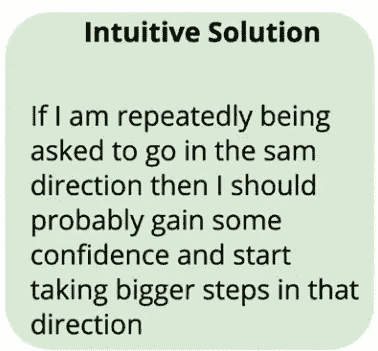 Intuitive Solution
If I am repeatedly being
asked to go in the sam
direction then I should
probably gain some
confidence and start
taking bigger steps in that
direction